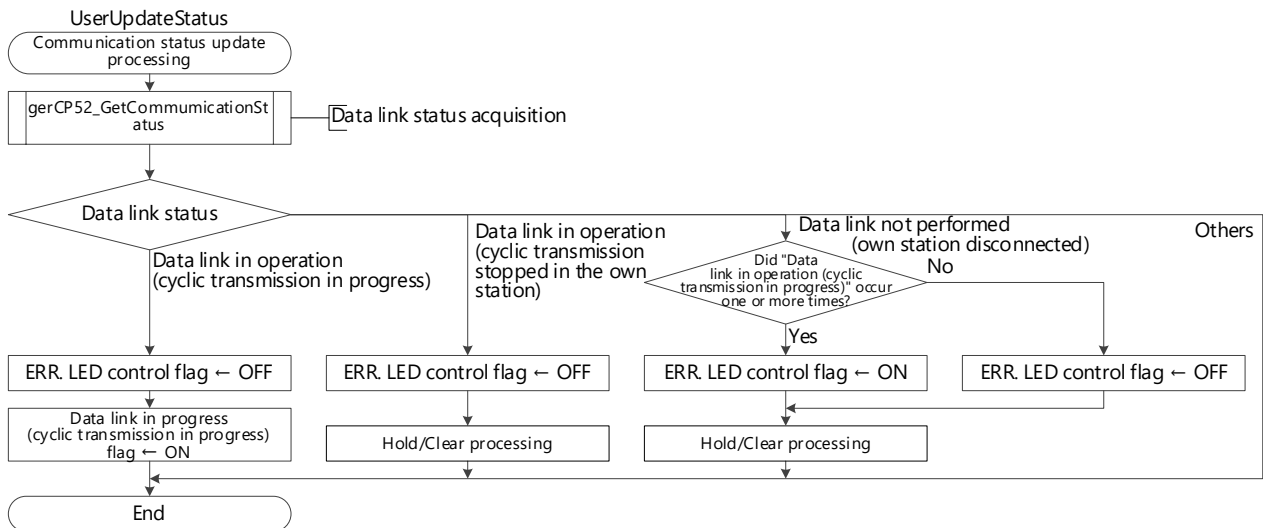 UserUpdateStatus
Communication status update
processing
gerCP52_GetCommumicationSt
atus
Data link status acquisition
Data link status
Data link in operation
(cyclic transmission in progress)
Data link in operation
(cyclic transmission
stopped in the own
station)
Data link not performed
(own station disconnected)
Others
Did "Data
link in operation (cyclic
transmission in progress)" occur
one or more times?
No
Yes
ERR. LED control flag ← OFF
ERR. LED control flag ← OFF
ERR. LED control flag ← ON
ERR. LED control flag ← OFF
Data link in progress
(cyclic transmission in progress)
flag ← ON
Hold/Clear processing
Hold/Clear processing
End